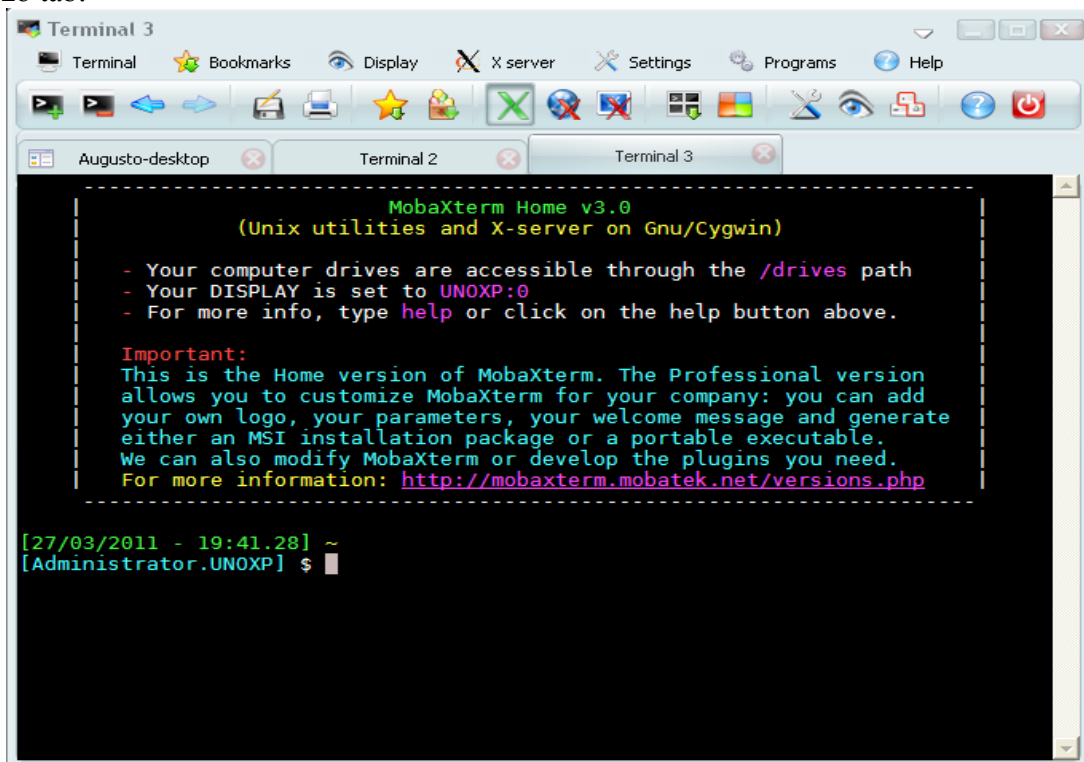 Terminal 3
Terminal Bookmarks Display X server Settings Programs Help
Augusto-desktop Terminal 2 Terminal 3
MobaXterm Home v3.0
(Unix utilities and X-server on Gnu/Cygwin)
- Your computer drives are accessible through the /drives path
- Your DISPLAY is set to UNOXP:0
- For more info, type help or click on the help button above.
Important:
This is the Home version of MobaXterm. The Professional version
allows you to customize MobaXterm for your company: you can add
your own logo, your parameters, your welcome message and generate
either an MSI installation package or a portable executable.
We can also modify MobaXterm or develop the plugins you need.
For more information: http://mobaxterm.mobatek.net/versions.php
[27/03/2011 - 19:41.28] ~
[Administrator.UNOXP] $